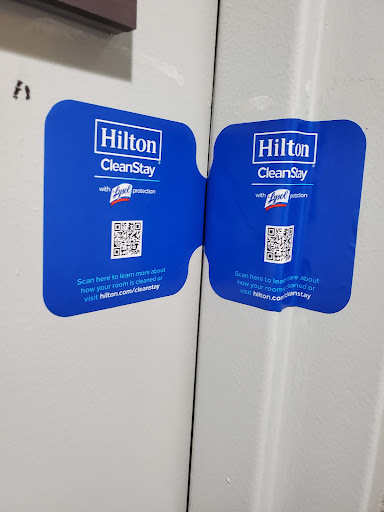 Hilton
CleanStay
with Lysol protection
Scan here to learn more about
how your room is cleaned or
visit hilton.com/cleanstay
Hilton
CleanStay
with Lysol protection
Scan here to learn more about
how your room is cleaned or
visit hilton.com/cleanstay